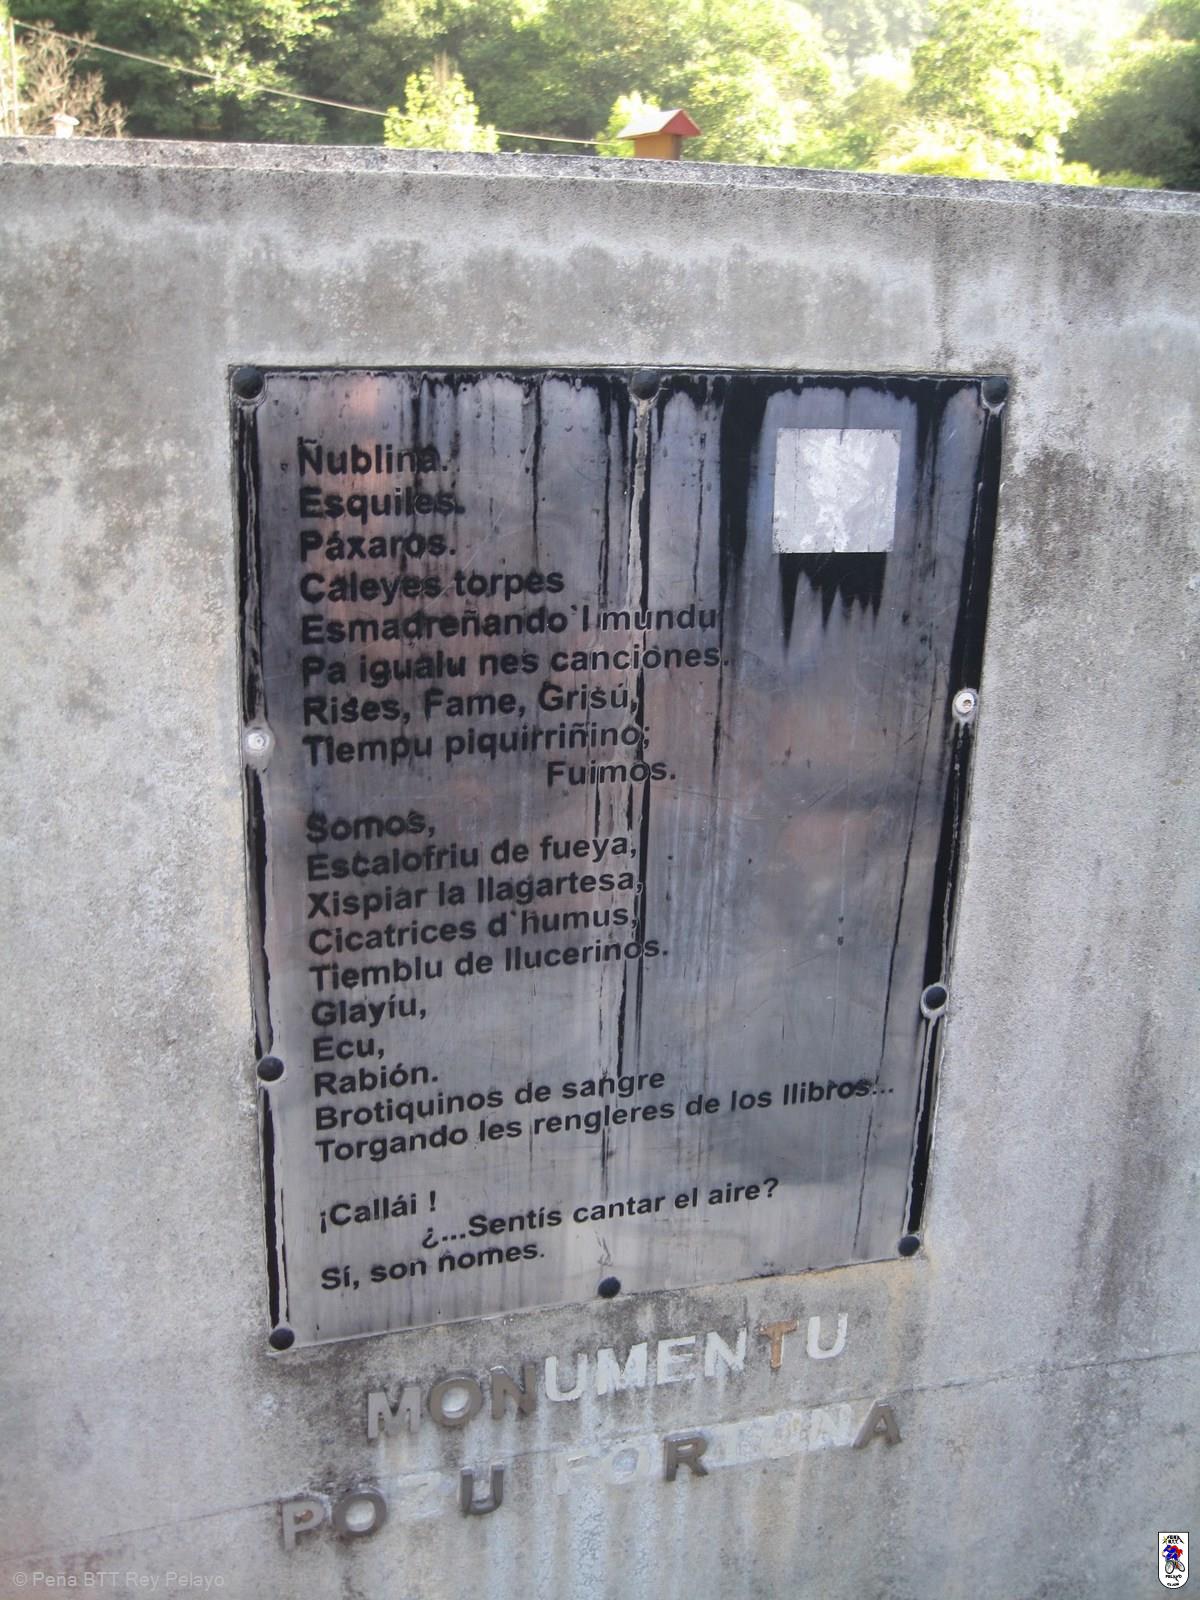 Ñublina.
Esquiles.
Páxaros.
Caleyes torpes
Esmadreñando`l mundu
Pa igualu nes canciones.
Rises, Fame, Grisú,
Tiempu piquirriñino;
Fuimos.
Somos,
Escalofriu de fueya,
Xispiar la llagartesa,
Cicatrices d`humus,
Tiemblu de llucerinos.
Glayíu,
Ecu,
Rabión.
Brotiquinos de sangre
Torgando les rengleres de los llibros...
¡Callái !
¿...Sentís cantar el aire?
Sí, son nomes.
MONUMENTU
POZU FORTUNA
© Peña BTT Rey Pelayo